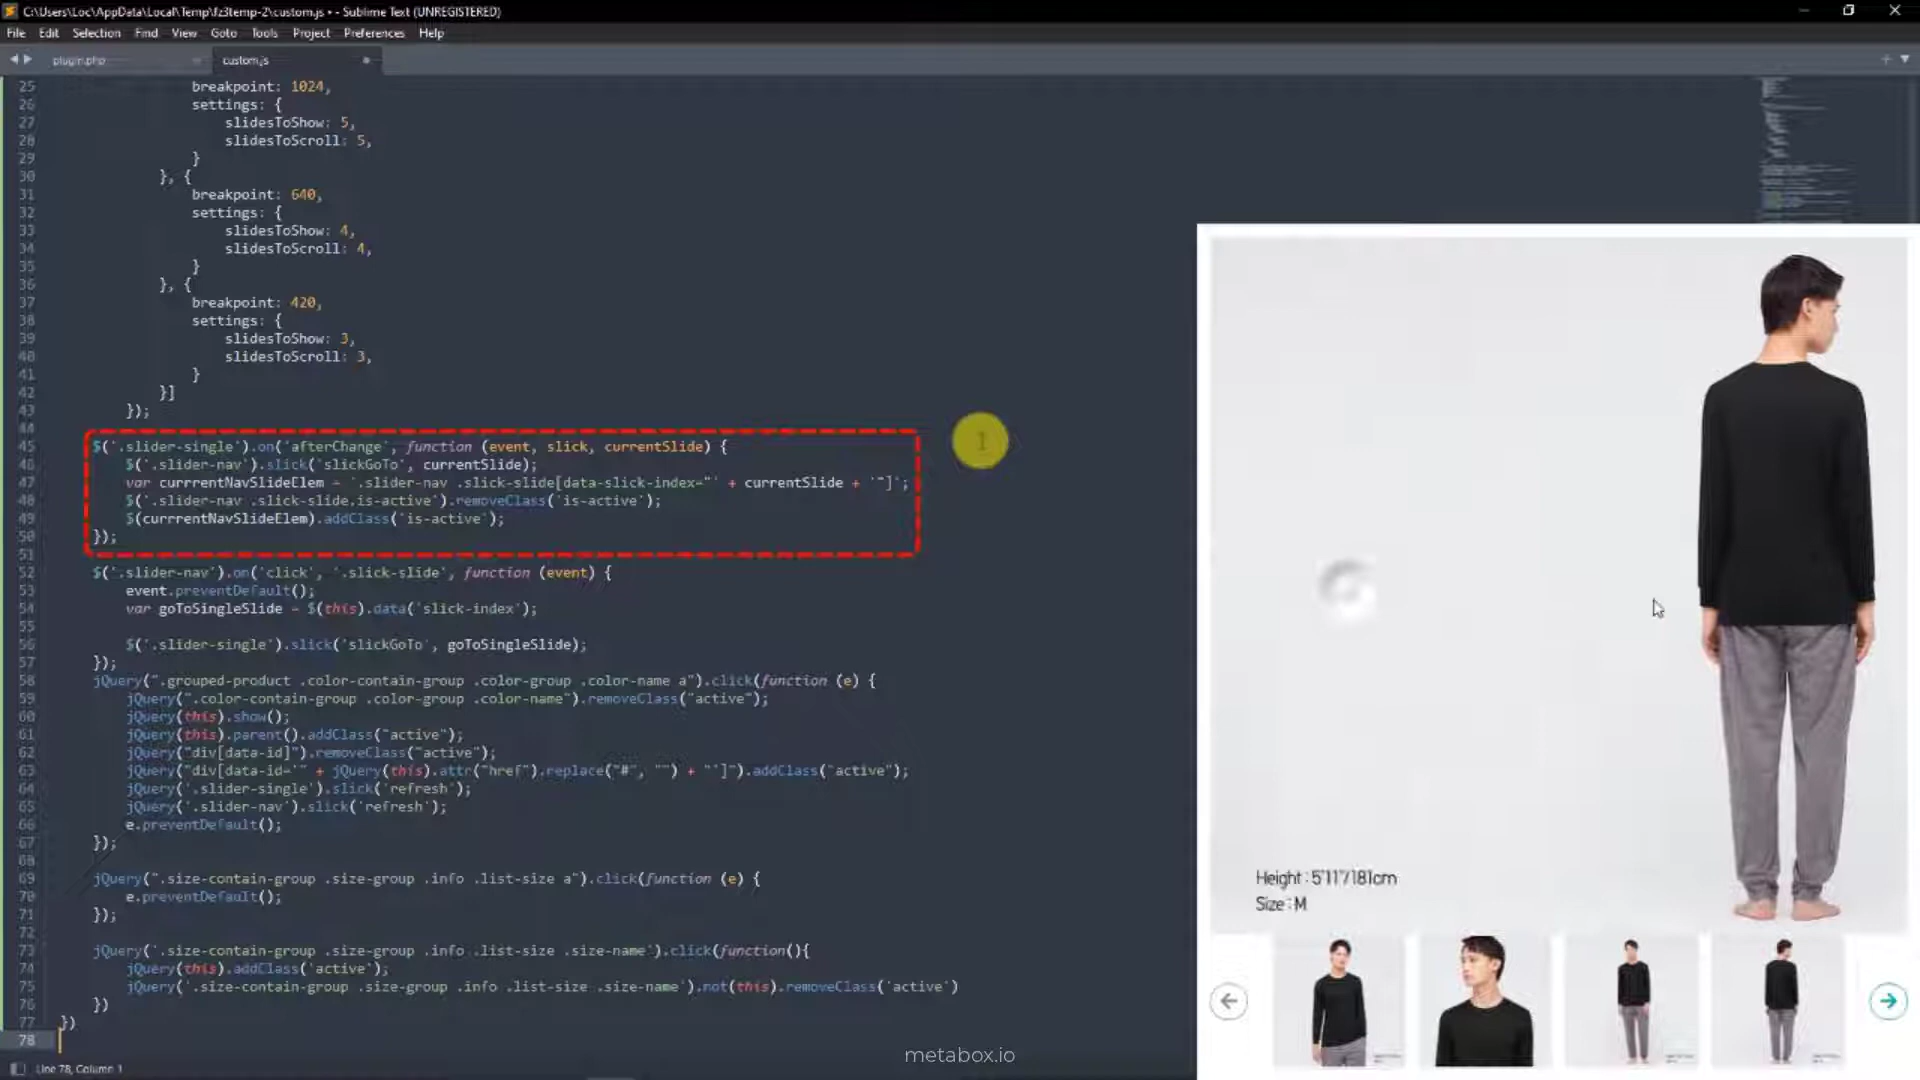 C:\Users\Loc\AppData\Local\Temp\fz3temp-2\custom.js • - Sublime Text (UNREGISTERED)
File Edit Selection Find View Goto Tools Project Preferences Help
plugin.php custom.js
25 breakpoint: 1024,
26 settings: {
27 slidesToShow: 5,
28 slidesToScroll: 5,
29 }
30 }, {
31 breakpoint: 640,
32 settings: {
33 slidesToShow: 4,
34 slidesToScroll: 4,
35 }
36 }, {
37 breakpoint: 420,
38 settings: {
39 slidesToShow: 3,
40 slidesToScroll: 3,
41 }
42 }]
43 });
44
45 $('.slider-single').on('afterChange', function (event, slick, currentSlide) {
46 $('.slider-nav').slick('slickGoTo', currentSlide);
47 var currrentNavSlideElem = '.slider-nav .slick-slide[data-slick-index="' + currentSlide + '"]';
48 $('.slider-nav .slick-slide.is-active').removeClass('is-active');
49 $(currrentNavSlideElem).addClass('is-active');
50 });
51
52 $('.slider-nav').on('click', '.slick-slide', function (event) {
53 event.preventDefault();
54 var goToSingleSlide = $(this).data('slick-index');
55
56 $('.slider-single').slick('slickGoTo', goToSingleSlide);
57 });
58 jQuery(".grouped-product .color-contain-group .color-group .color-name a").click(function (e) {
59 jQuery(".color-contain-group .color-group .color-name").removeClass("active");
60 jQuery(this).show();
61 jQuery(this).parent().addClass("active");
62 jQuery("div[data-id]").removeClass("active");
63 jQuery("div[data-id='" + jQuery(this).attr("href").replace("#", "") + "']").addClass("active");
64 jQuery('.slider-single').slick('refresh');
65 jQuery('.slider-nav').slick('refresh');
66 e.preventDefault();
67 });
68
69 jQuery(".size-contain-group .size-group .info .list-size a").click(function (e) {
70 e.preventDefault();
71 });
72
73 jQuery('.size-contain-group .size-group .info .list-size .size-name').click(function(){
74 jQuery(this).addClass('active');
75 jQuery('.size-contain-group .size-group .info .list-size .size-name').not(this).removeClass('active')
76 })
77 })
78
Height : 5'11"/181cm
Size : M
metabox.io
Line 78, Column 1